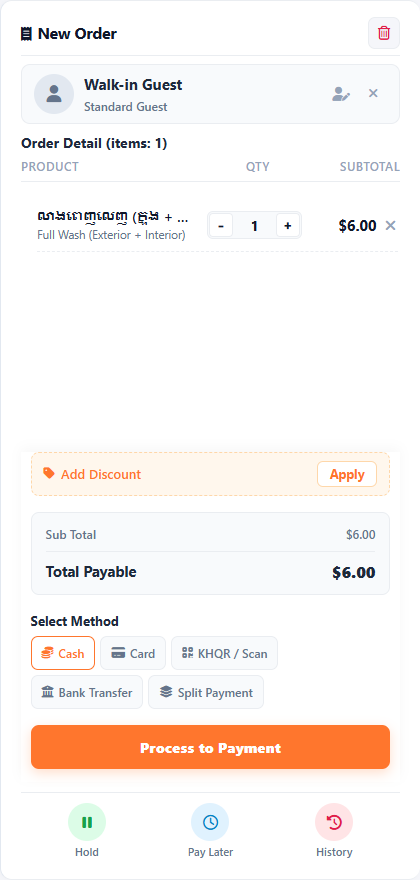 New Order
Walk-in Guest
Standard Guest
Order Detail (items: 1)
PRODUCT QTY SUBTOTAL
លាងពេញលេញ (ក្នុង + ...
- 1 + $6.00
Full Wash (Exterior + Interior)
Add Discount Apply
Sub Total $6.00
Total Payable $6.00
Select Method
Cash Card KHQR / Scan
Bank Transfer Split Payment
Process to Payment
Hold Pay Later History